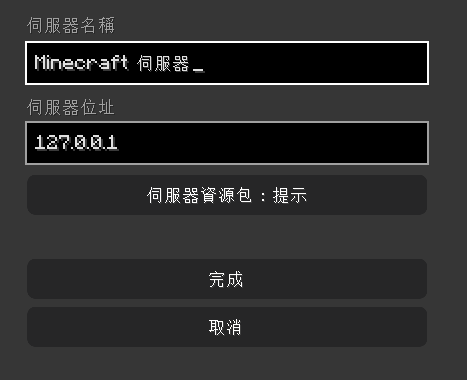 伺服器名稱
Minecraft 伺服器_
伺服器位址
127.0.0.1
伺服器資源包：提示
完成
取消